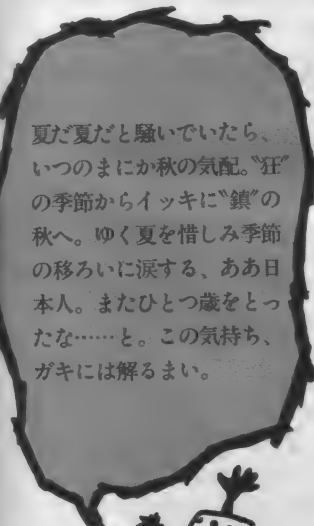 夏だ夏だと騒いでいたら、
いつのまにか秋の気配。〝狂〟
の季節からイッキに〝鎮〟の
秋へ。ゆく夏を惜しみ季節
の移ろいに涙する、ああ日
本人。またひとつ歳をとっ
たな……と。この気持ち、
ガキには解るまい。